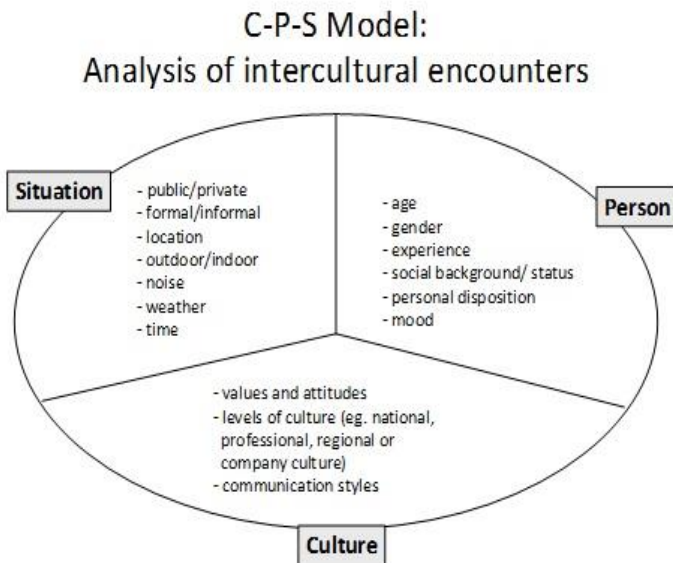 C-P-S Model:
Analysis of intercultural encounters
Situation
- public/private
- formal/informal
- location
- outdoor/indoor
- noise
- weather
- time
Person
- age
- gender
- experience
- social background/ status
- personal disposition
- mood
- values and attitudes
- levels of culture (eg. national,
professional, regional or
company culture)
- communication styles
Culture